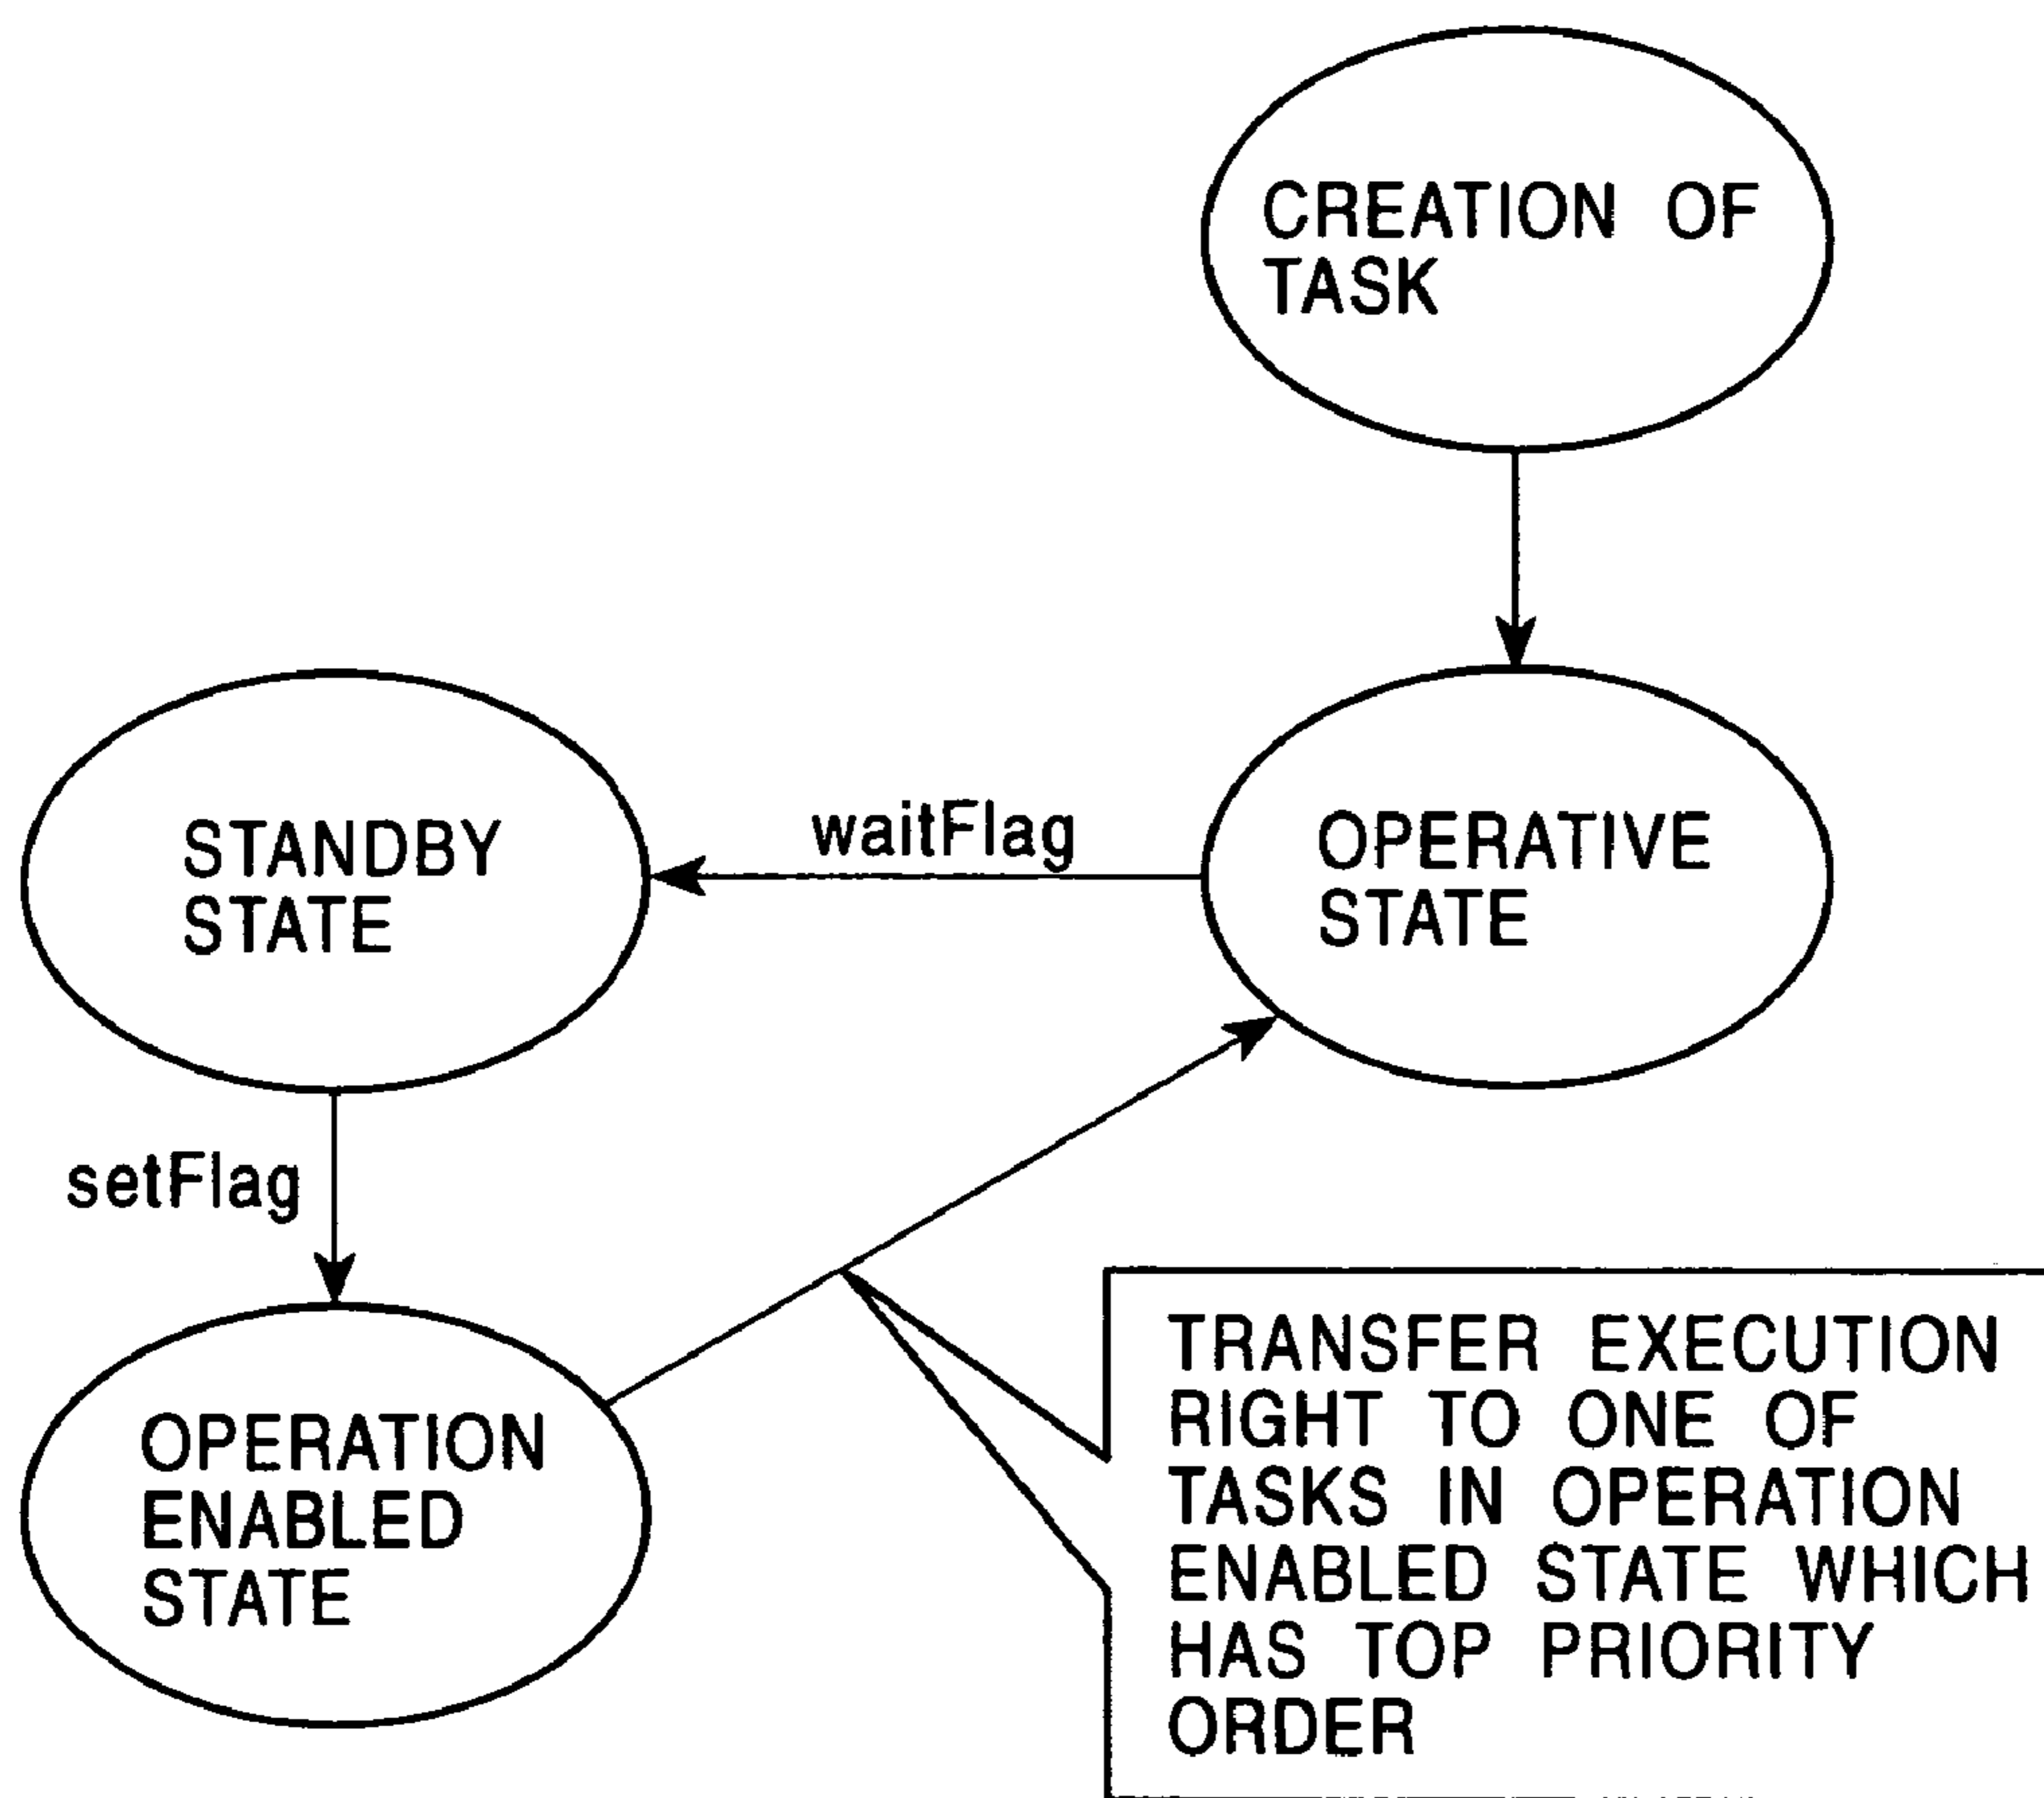 CREATION OF
TASK
STANDBY
STATE
waitFlag
OPERATIVE
STATE
setFlag
OPERATION
ENABLED
STATE
TRANSFER EXECUTION
RIGHT TO ONE OF
TASKS IN OPERATION
ENABLED STATE WHICH
HAS TOP PRIORITY
ORDER